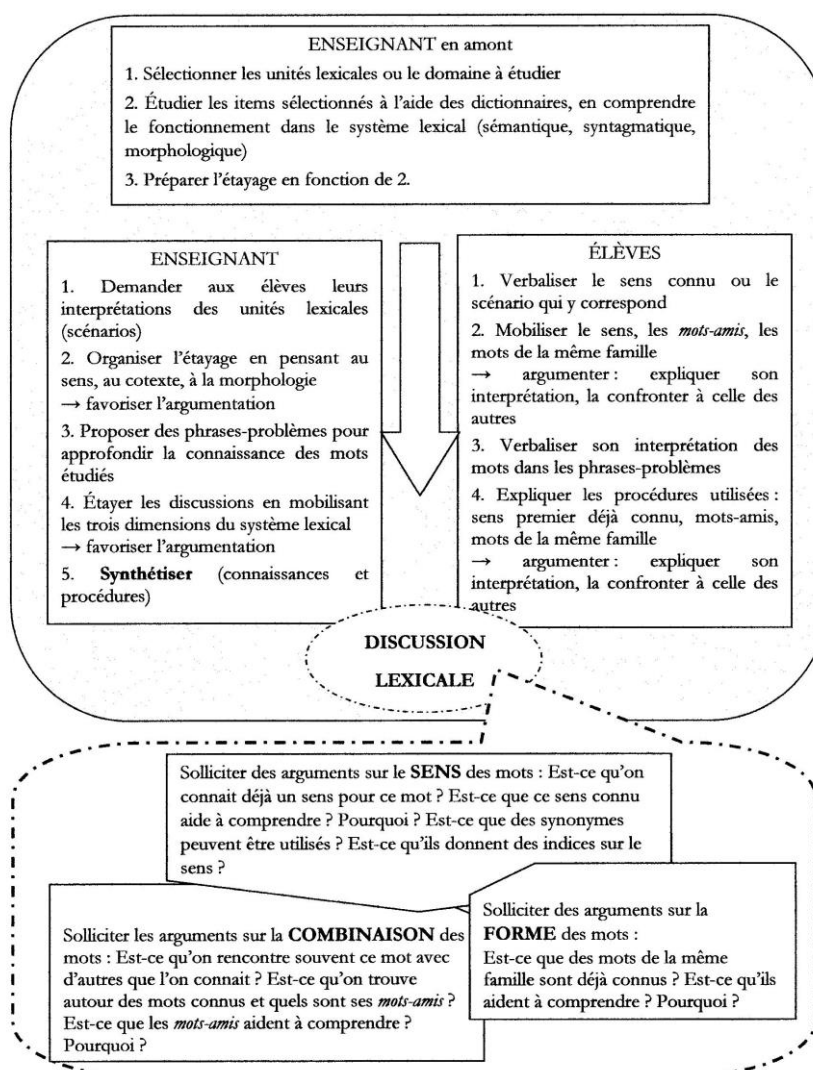 ENSEIGNANT en amont
1. Sélectionner les unités lexicales ou le domaine à étudier
2. Étudier les items sélectionnés à l'aide des dictionnaires, en comprendre
le fonctionnement dans le système lexical (sémantique, syntagmatique,
morphologique)
3. Préparer l'étayage en fonction de 2.
ENSEIGNANT
1. Demander aux élèves leurs
interprétations des unités lexicales
(scénarios)
2. Organiser l'étayage en pensant au
sens, au cotexte, à la morphologie
→ favoriser l'argumentation
3. Proposer des phrases-problèmes pour
approfondir la connaissance des mots
étudiés
4. Étayer les discussions en mobilisant
les trois dimensions du système lexical
→ favoriser l'argumentation
5. Synthétiser (connaissances et
procédures)
ÉLÈVES
1. Verbaliser le sens connu ou le
scénario qui y correspond
2. Mobiliser le sens, les mots-amis, les
mots de la même famille
→ argumenter : expliquer son
interprétation, la confronter à celle des
autres
3. Verbaliser son interprétation des
mots dans les phrases-problèmes
4. Expliquer les procédures utilisées :
sens premier déjà connu, mots-amis,
mots de la même famille
→ argumenter : expliquer son
interprétation, la confronter à celle des
autres
DISCUSSION
LEXICALE
Solliciter des arguments sur le SENS des mots : Est-ce qu'on
connait déjà un sens pour ce mot ? Est-ce que ce sens connu
aide à comprendre ? Pourquoi ? Est-ce que des synonymes
peuvent être utilisés ? Est-ce qu'ils donnent des indices sur le
sens ?
Solliciter les arguments sur la COMBINAISON des
mots : Est-ce qu'on rencontre souvent ce mot avec
d'autres que l'on connait ? Est-ce qu'on trouve
autour des mots connus et quels sont ses mots-amis ?
Est-ce que les mots-amis aident à comprendre ?
Pourquoi ?
Solliciter des arguments sur la
FORME des mots :
Est-ce que des mots de la même
famille sont déjà connus ? Est-ce qu'ils
aident à comprendre ? Pourquoi ?